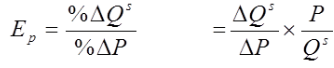 E_p = %ΔQ^s / %ΔP = ΔQ^s / ΔP × P / Q^s